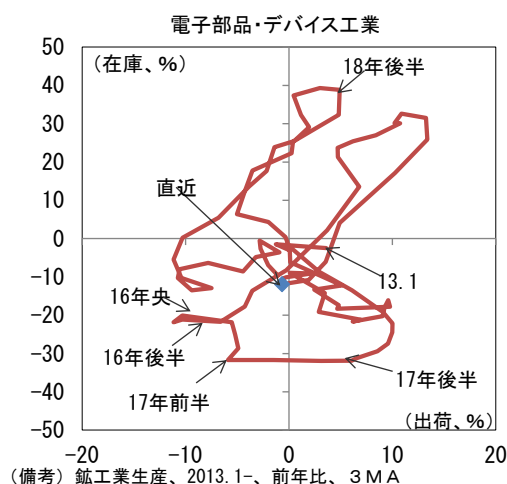 電子部品・デバイス工業
50
(在庫、%)
18年後半
40
30
20
直近
10
0
-10
13.1
16年央
-20
16年後半
-30
17年前半
17年後半
-40
(出荷、%)
-50
-20 -10 0 10 20
(備考) 鉱工業生産、2013.1-、前年比、3MA